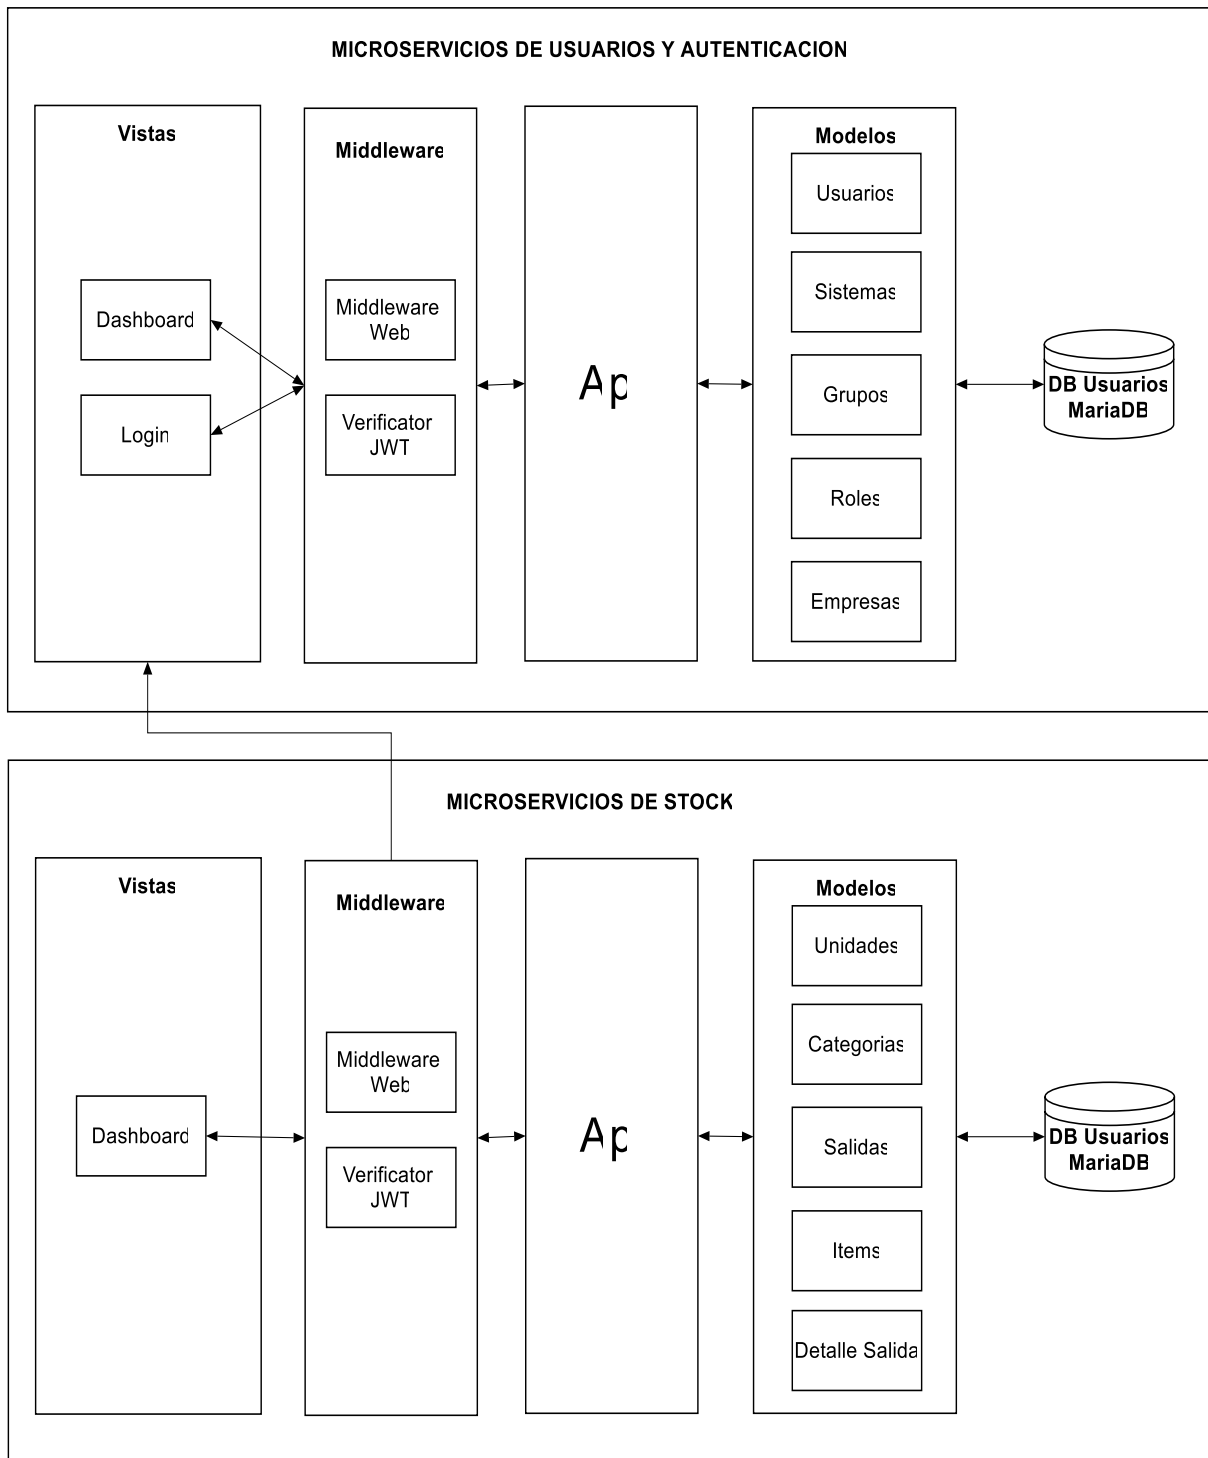 MICROSERVICIOS DE USUARIOS Y AUTENTICACION
Vistas
Dashboard
Login
Middleware
Middleware
Web
Verificator
JWT
Ap
Modelos
Usuarios
Sistemas
Grupos
Roles
Empresas
DB Usuarios
MariaDB
MICROSERVICIOS DE STOCK
Vistas
Dashboard
Middleware
Middleware
Web
Verificator
JWT
Ap
Modelos
Unidades
Categorias
Salidas
Items
Detalle Salida
DB Usuarios
MariaDB